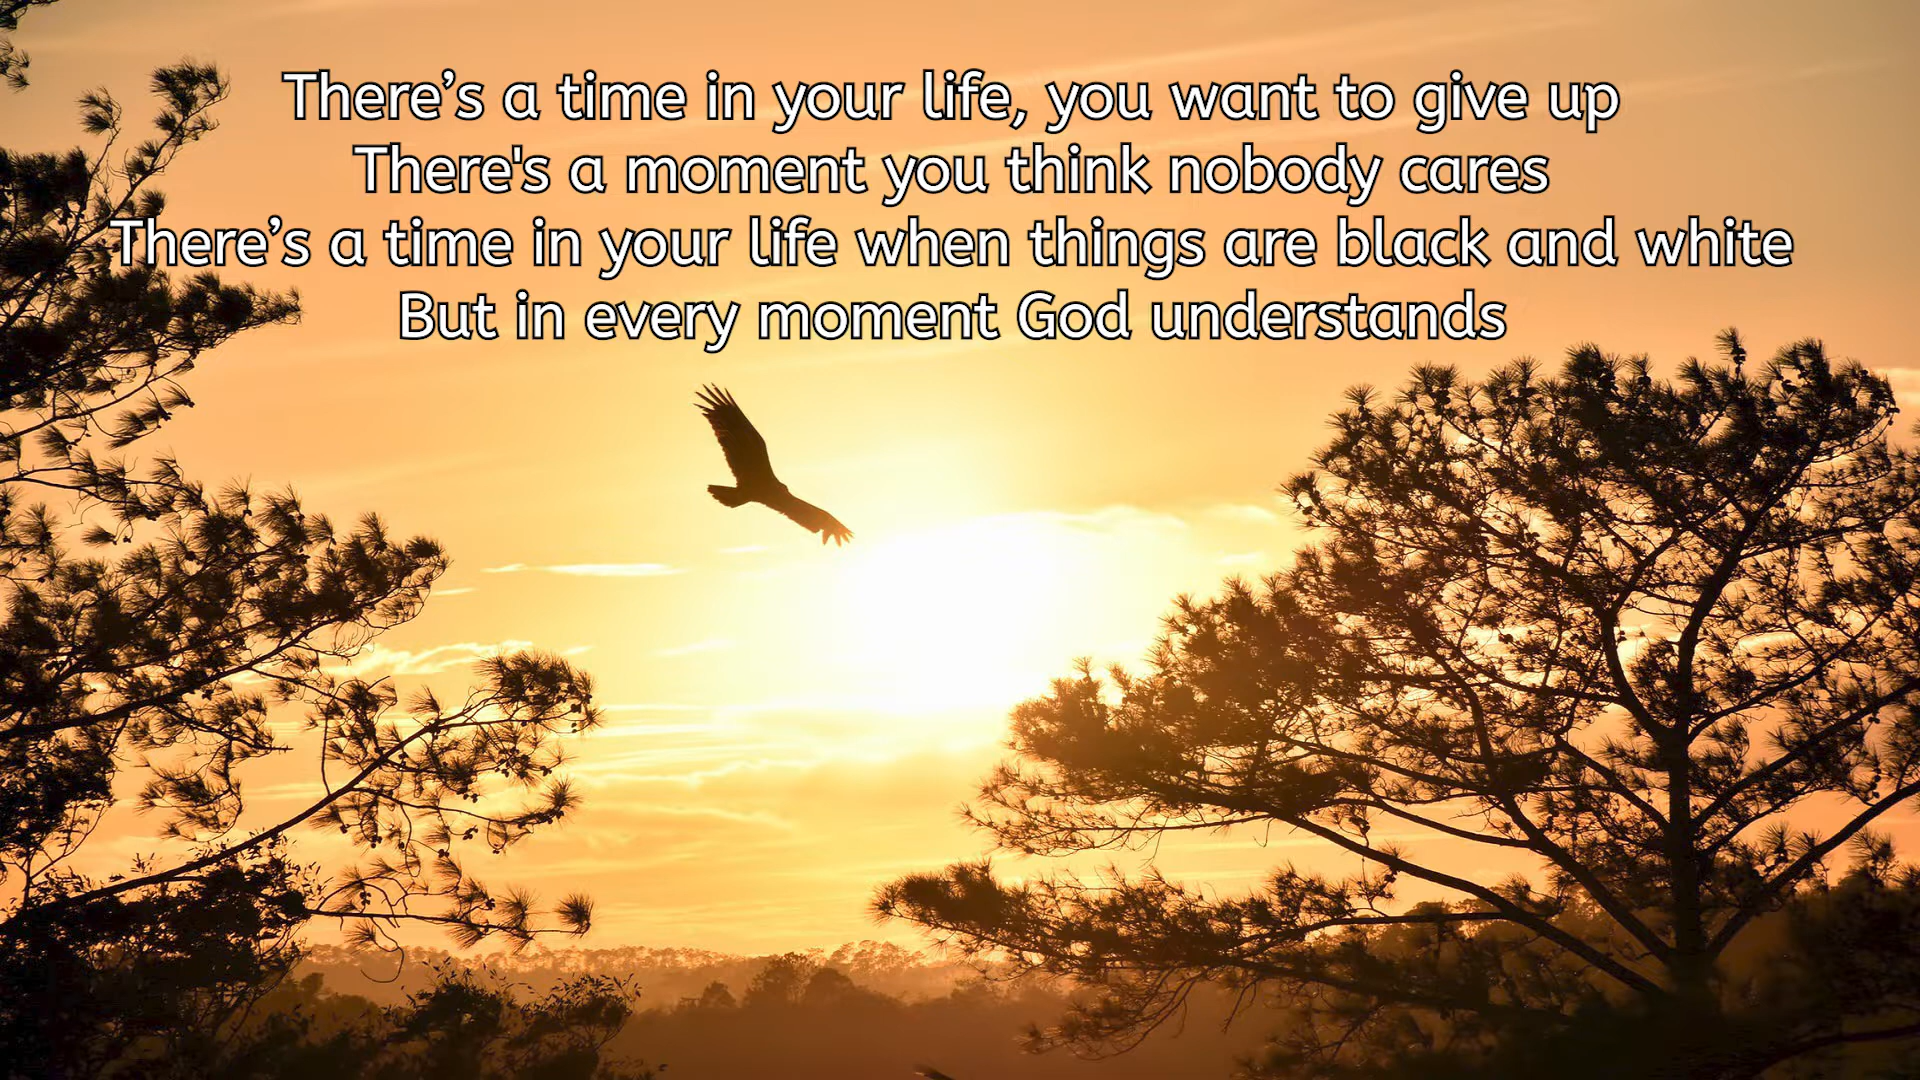 There’s a time in your life, you want to give up
There's a moment you think nobody cares
There’s a time in your life when things are black and white
But in every moment God understands